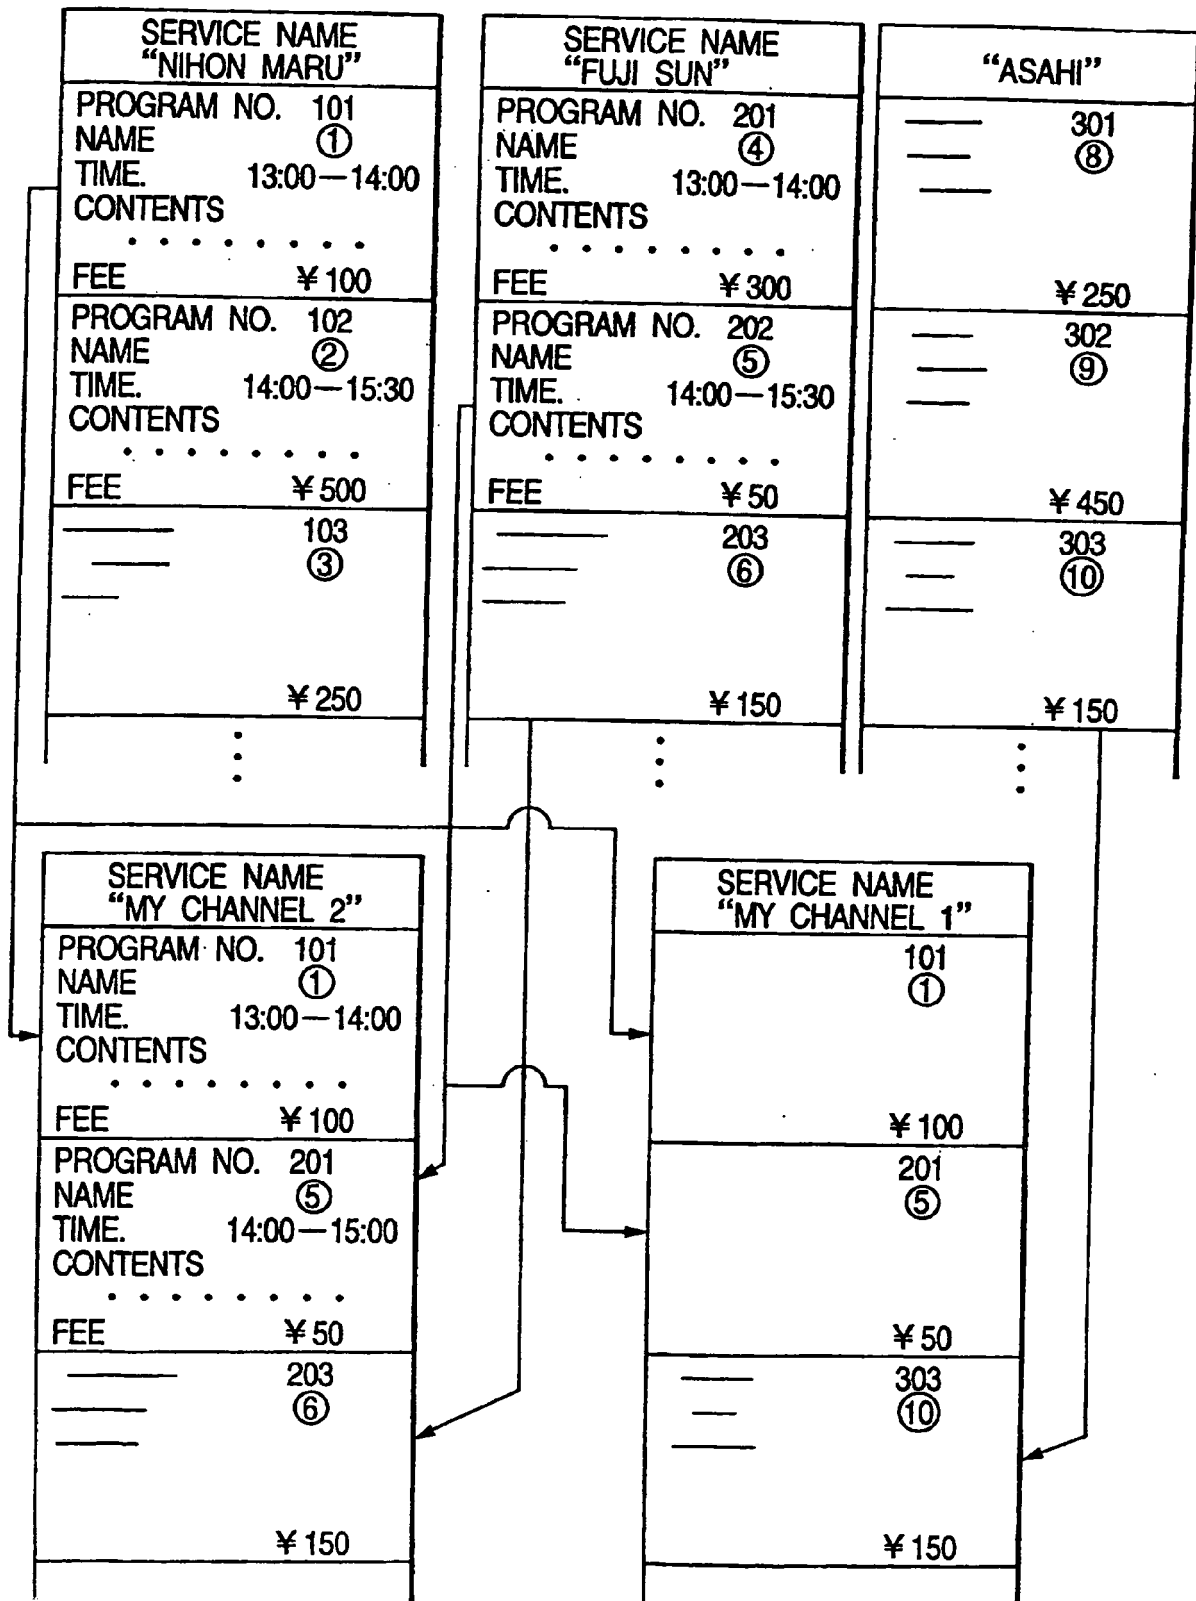 SERVICE NAME
“NIHON MARU”
PROGRAM NO. 101
NAME ①
TIME. 13:00—14:00
CONTENTS
• • • • • • • •
FEE ¥100
PROGRAM NO. 102
NAME ②
TIME. 14:00—15:30
CONTENTS
• • • • • • • •
FEE ¥500
103
③
¥250
SERVICE NAME
“FUJI SUN”
PROGRAM NO. 201
NAME ④
TIME. 13:00—14:00
CONTENTS
• • • • • • • •
FEE ¥300
PROGRAM NO. 202
NAME ⑤
TIME. 14:00—15:30
CONTENTS
• • • • • • • •
FEE ¥50
203
⑥
¥150
“ASAHI”
301
⑧
¥250
302
⑨
¥450
303
⑩
¥150
SERVICE NAME
“MY CHANNEL 2”
PROGRAM NO. 101
NAME ①
TIME. 13:00—14:00
CONTENTS
• • • • • • • •
FEE ¥100
PROGRAM NO. 201
NAME ⑤
TIME. 14:00—15:00
CONTENTS
• • • • • • • •
FEE ¥50
203
⑥
¥150
SERVICE NAME
“MY CHANNEL 1”
101
①
¥100
201
⑤
¥50
303
⑩
¥150